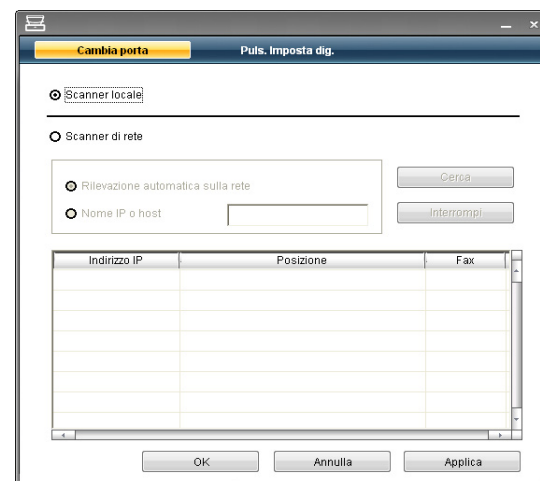 Cambia porta Puls. Imposta dig.
Scanner locale
Scanner di rete
Rilevazione automatica sulla rete Cerca
Nome IP o host Interrompi
Indirizzo IP Posizione Fax
OK Annulla Applica